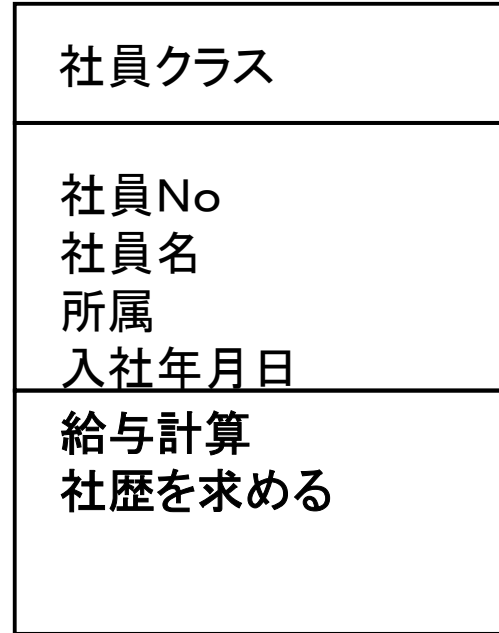 社員クラス
社員No
社員名
所属
入社年月日
給与計算
社歴を求める